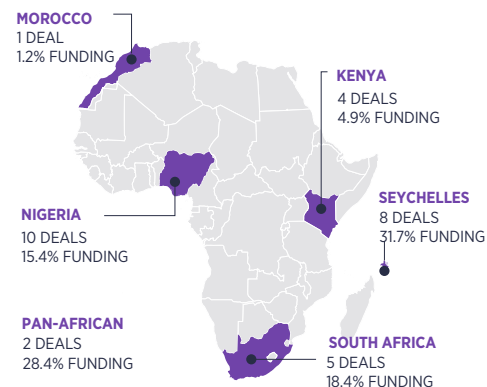 MOROCCO
1 DEAL
1.2% FUNDING
KENYA
4 DEALS
4.9% FUNDING
SEYCHELLES
8 DEALS
31.7% FUNDING
NIGERIA
10 DEALS
15.4% FUNDING
PAN-AFRICAN
2 DEALS
28.4% FUNDING
SOUTH AFRICA
5 DEALS
18.4% FUNDING